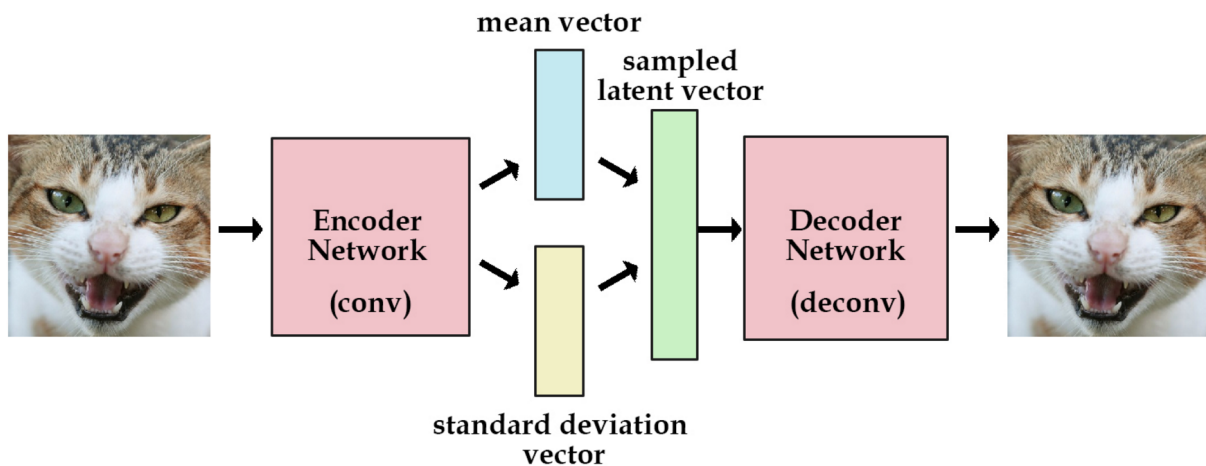 mean vector
sampled
latent vector
Encoder
Network
(conv)
Decoder
Network
(deconv)
standard deviation
vector